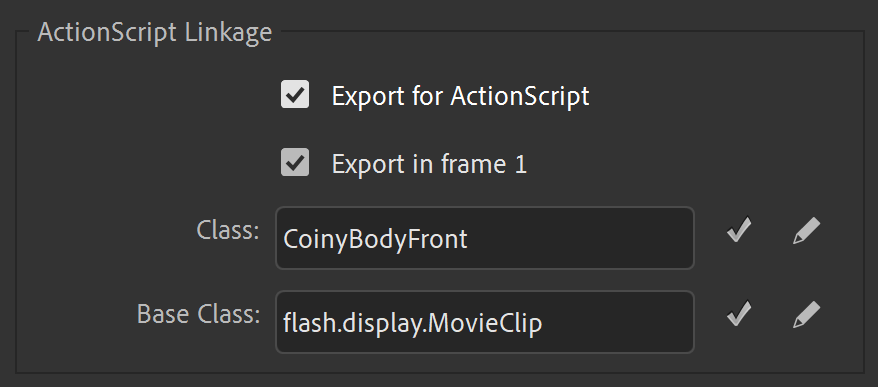 ActionScript Linkage
Export for ActionScript
Export in frame 1
Class: CoinyBodyFront
Base Class: flash.display.MovieClip